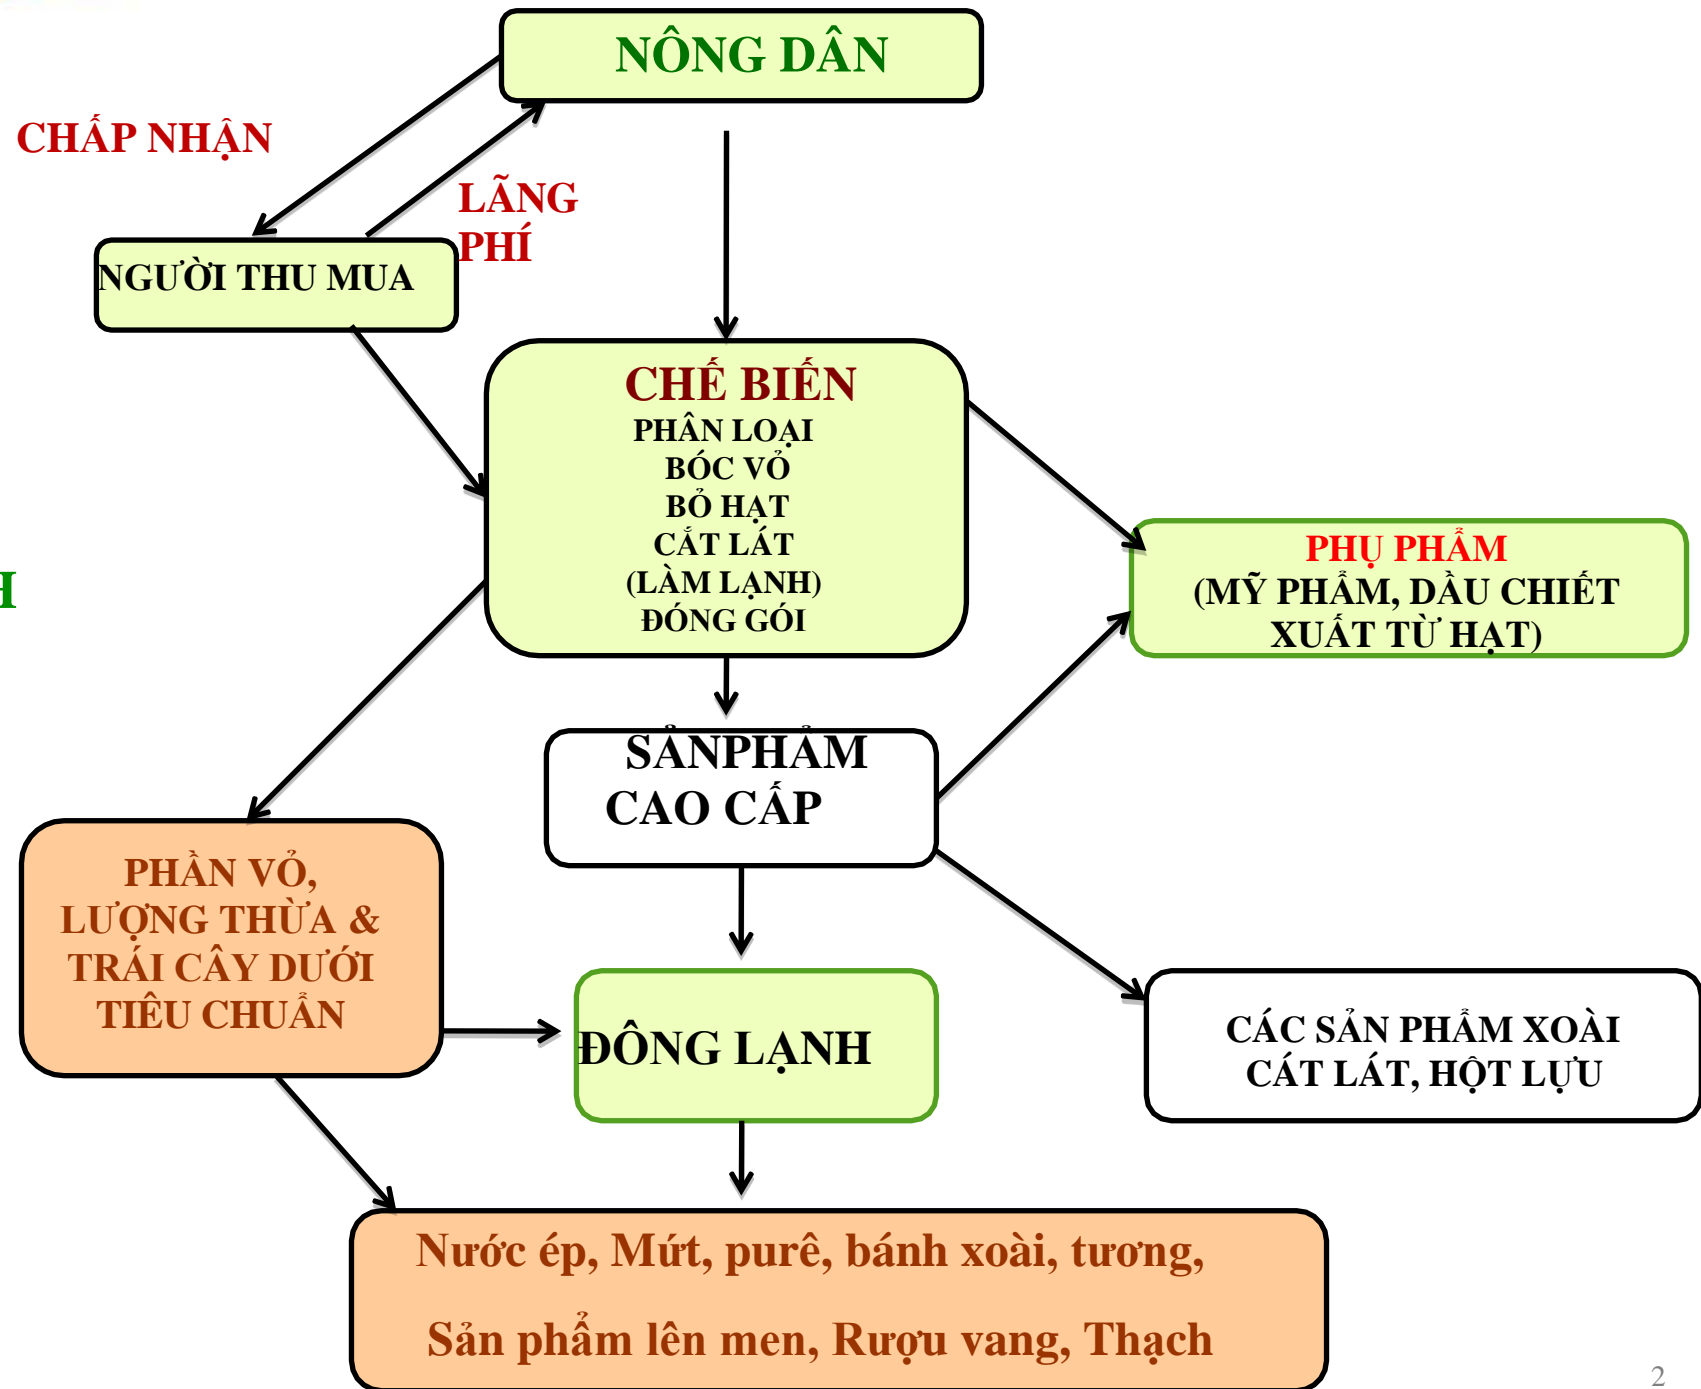 NÔNG DÂN
CHẤP NHẬN
LÃNG
PHÍ
NGƯỜI THU MUA
CHẾ BIẾN
PHÂN LOẠI
BÓC VỎ
BỎ HẠT
CẮT LÁT
(LÀM LẠNH)
ĐÓNG GÓI
H
PHỤ PHẨM
(MỸ PHẨM, DẦU CHIẾT
XUẤT TỪ HẠT)
SẢNPHẢM
CAO CẤP
PHẦN VỎ,
LƯỢNG THỪA &
TRÁI CÂY DƯỚI
TIÊU CHUẨN
ĐÔNG LẠNH
CÁC SẢN PHẨM XOÀI
CÁT LÁT, HỘT LỰU
Nước ép, Mứt, purê, bánh xoài, tương,
Sản phẩm lên men, Rượu vang, Thạch
2